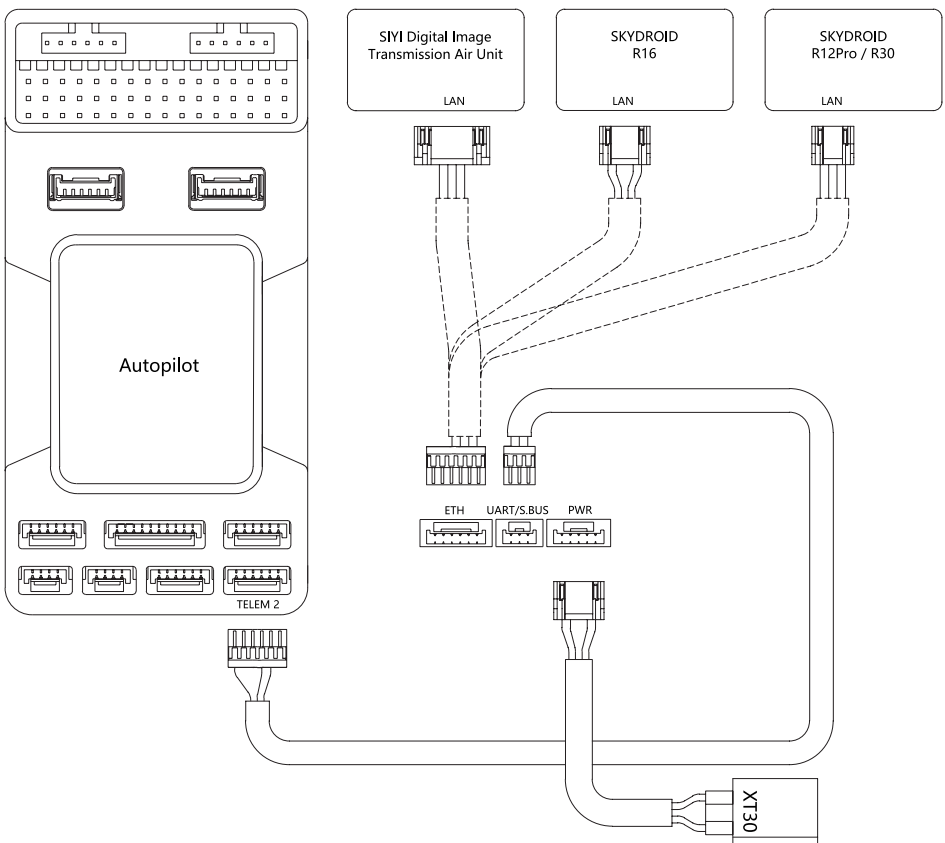 SIYI Digital Image
Transmission Air Unit
LAN
SKYDROID
R16
LAN
SKYDROID
R12Pro / R30
LAN
Autopilot
ETH
UART/S.BUS
PWR
TELEM 2
XT30